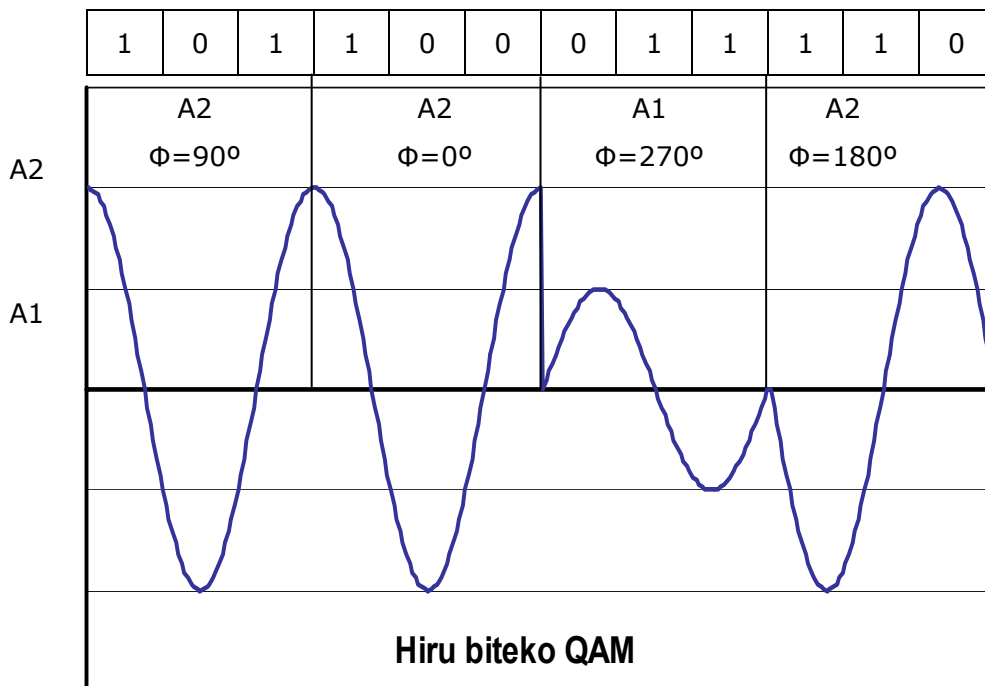 1 0 1 1 0 0 0 1 1 1 1 0
A2 A2 A1 A2
Φ=90º Φ=0º Φ=270º Φ=180º
A2
A1
Hiru biteko QAM